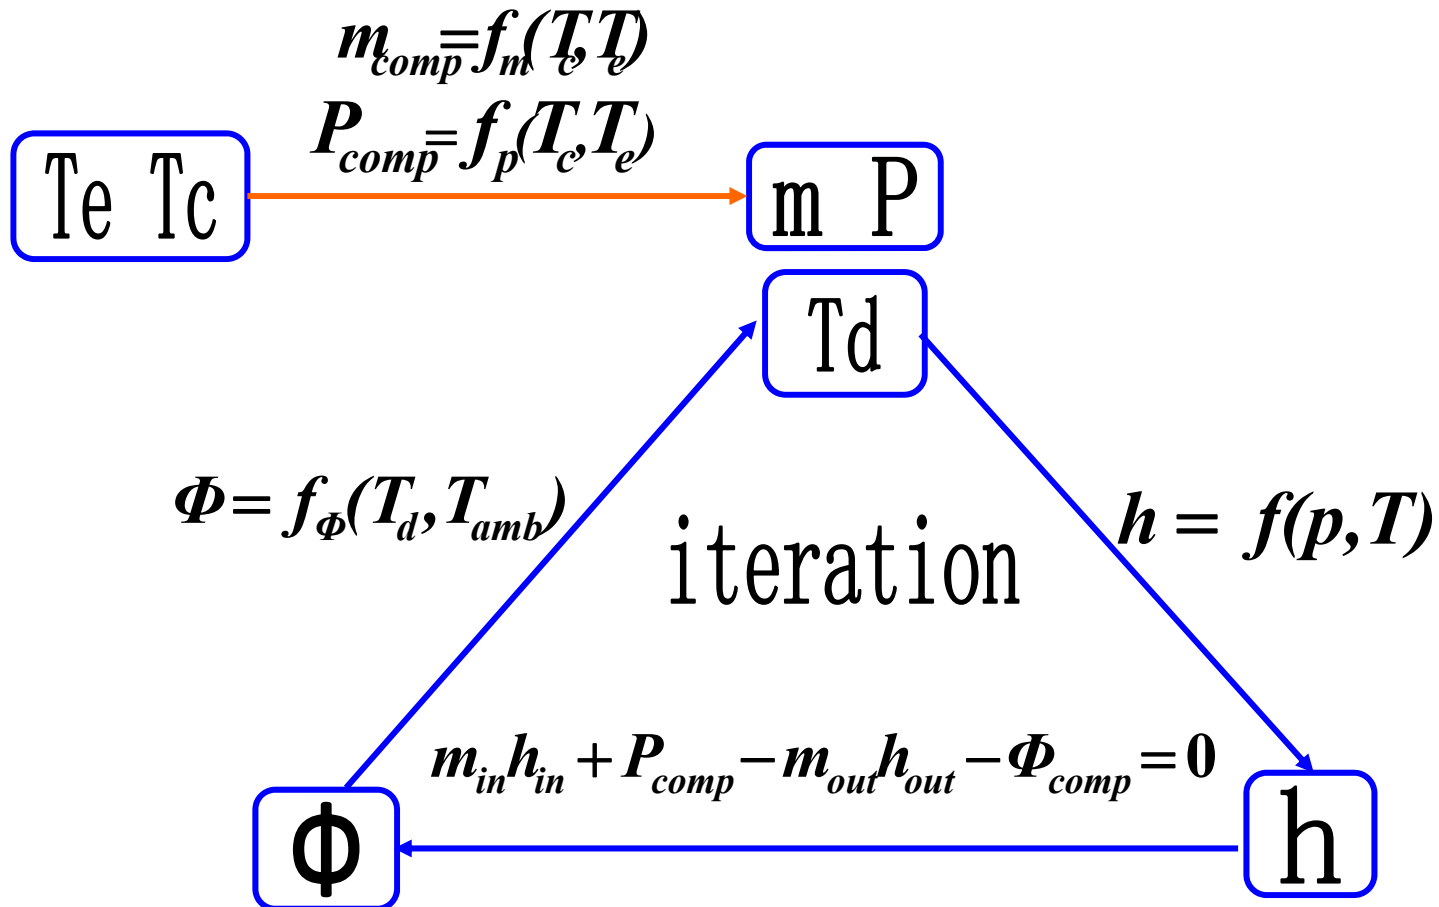 m_comp = f_m(T_c,T_e)
P_comp = f_p(T_c,T_e)
Te Tc
m P
Td
Φ = f_Φ(T_d,T_amb)
h = f(p,T)
iteration
m_in h_in + P_comp − m_out h_out − Φ_comp = 0
Φ
h